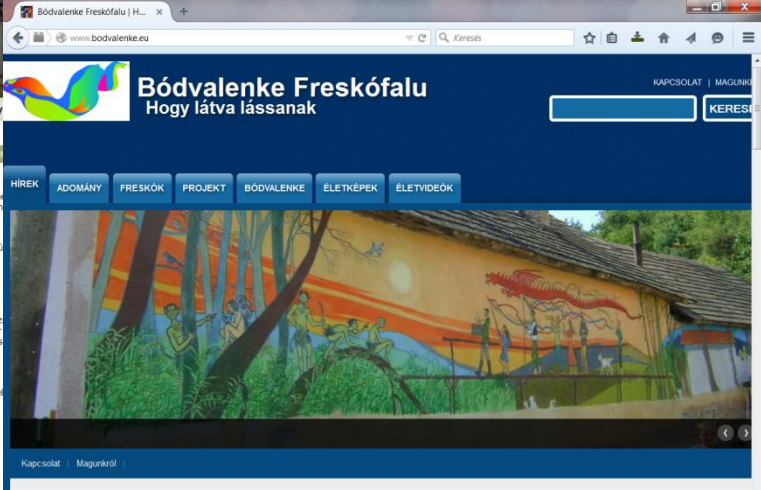 Bódvalenke Freskófalu | H...
www.bodvalenke.eu
Keresés
Bódvalenke Freskófalu
Hogy látva lássanak
KAPCSOLAT | MAGUNK
KERES
HÍREK
ADOMÁNY
FRESKÓK
PROJEKT
BÓDVALENKE
ÉLETKÉPEK
ÉLETVIDEÓK
Kapcsolat | Magunkról |